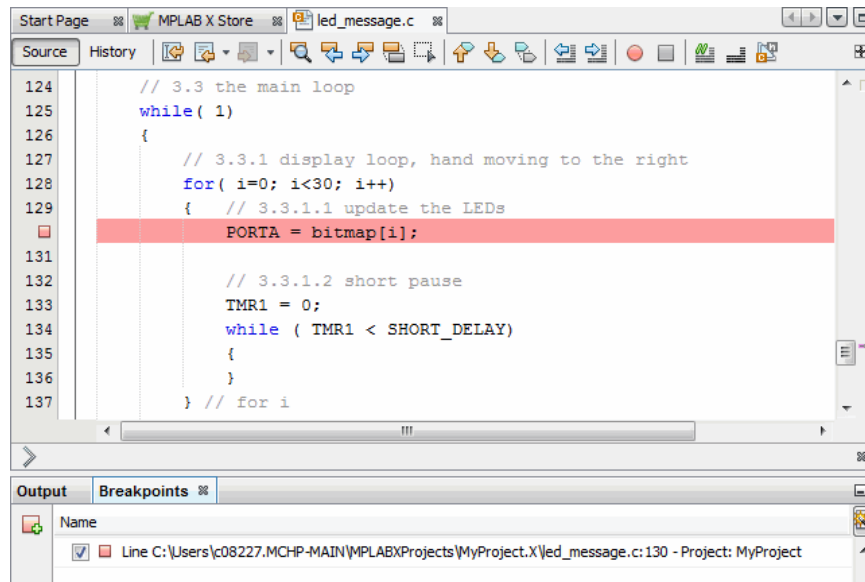 Start Page MPLAB X Store led_message.c
Source History
124 // 3.3 the main loop
125 while( 1)
126 {
127 // 3.3.1 display loop, hand moving to the right
128 for( i=0; i<30; i++)
129 { // 3.3.1.1 update the LEDs
PORTA = bitmap[i];
131
132 // 3.3.1.2 short pause
133 TMR1 = 0;
134 while ( TMR1 < SHORT_DELAY)
135 {
136 }
137 } // for i
Output Breakpoints
Name
Line C:\Users\c08227.MCHP-MAIN\MPLABXProjects\MyProject.X\led_message.c:130 - Project: MyProject